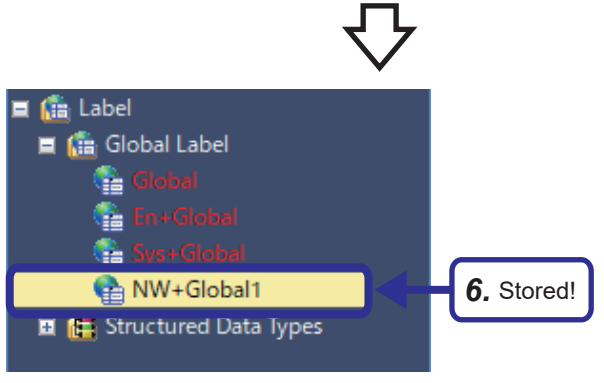 Label
Global Label
Global
En+Global
Sys+Global
NW+Global1
6. Stored!
Structured Data Types